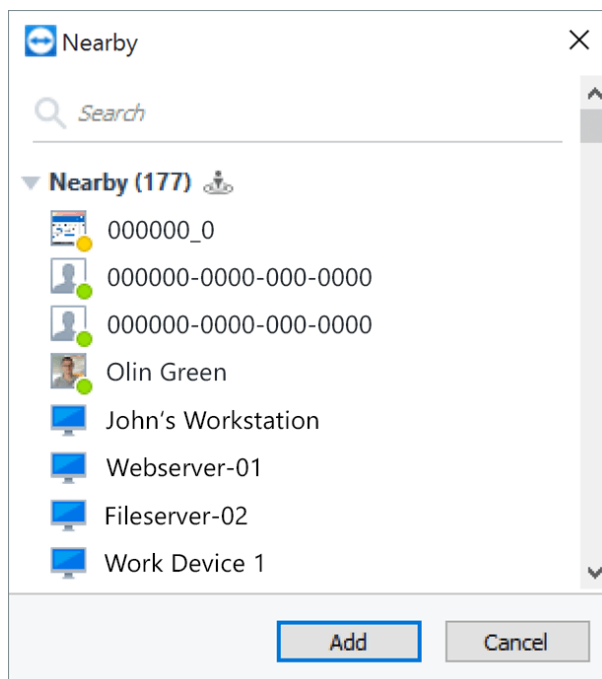 Nearby
Search
Nearby (177)
000000_0
000000-0000-000-0000
000000-0000-000-0000
Olin Green
John‘s Workstation
Webserver-01
Fileserver-02
Work Device 1
Add Cancel